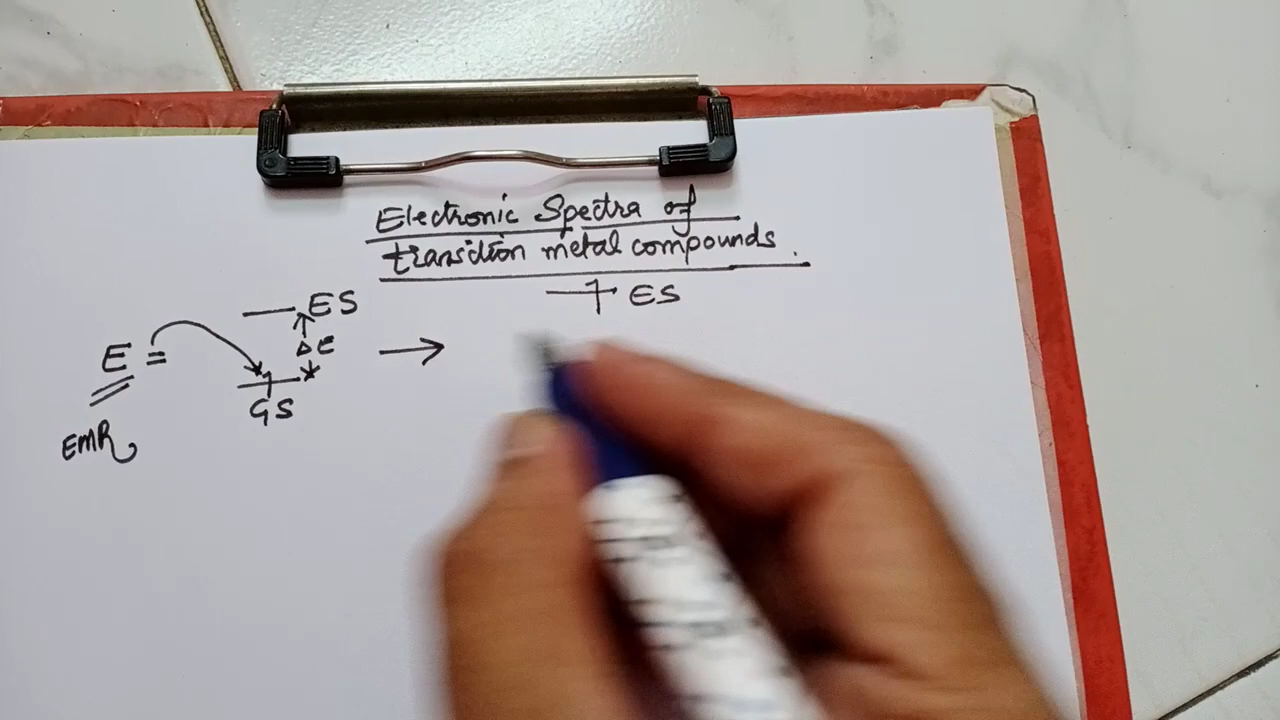 Electronic Spectra of
transition metal compounds.
ES
ES
E =
ΔE
GS
EMR